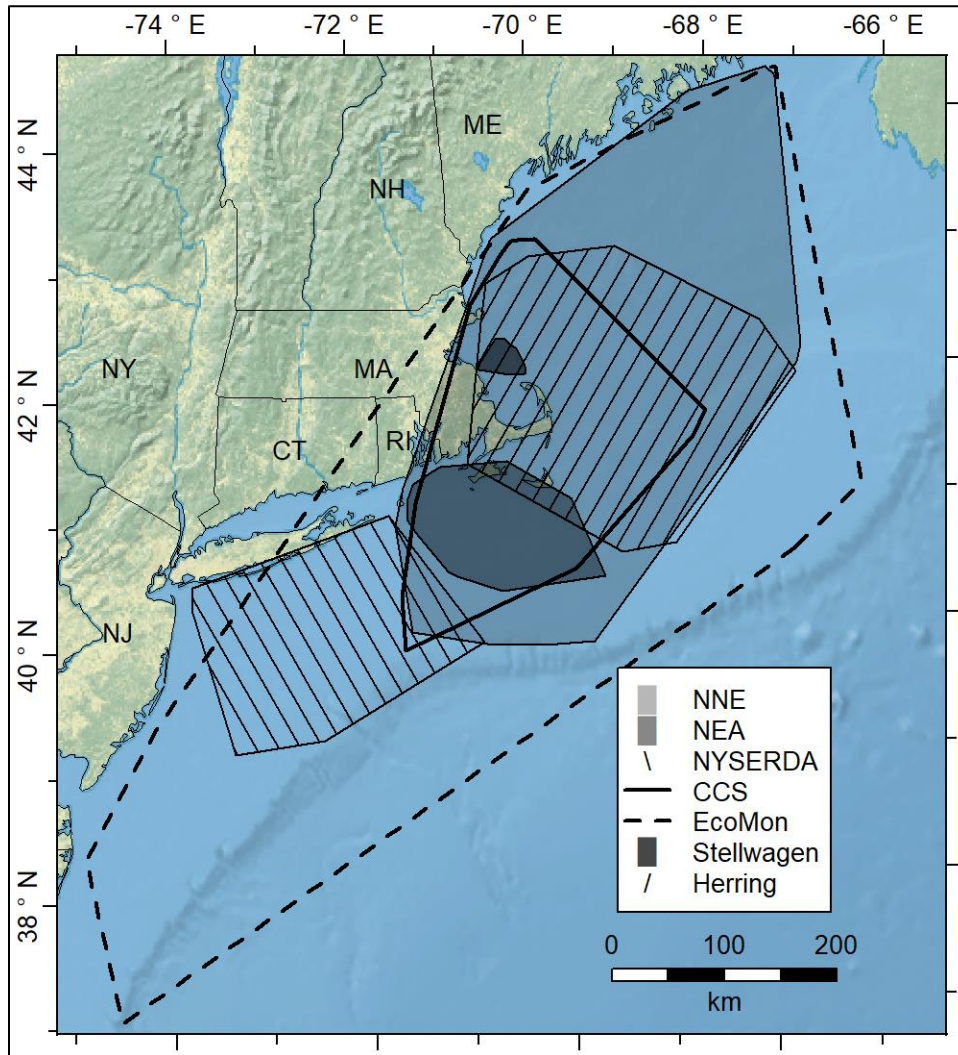 -74 ° E -72 ° E -70 ° E -68 ° E -66 ° E
44 N
42 N
40 N
38 N
ME
NH
NY
MA
CT
RI
NJ
NNE
NEA
\ NYSERDA
CCS
EcoMon
Stellwagen
/ Herring
0 100 200
km